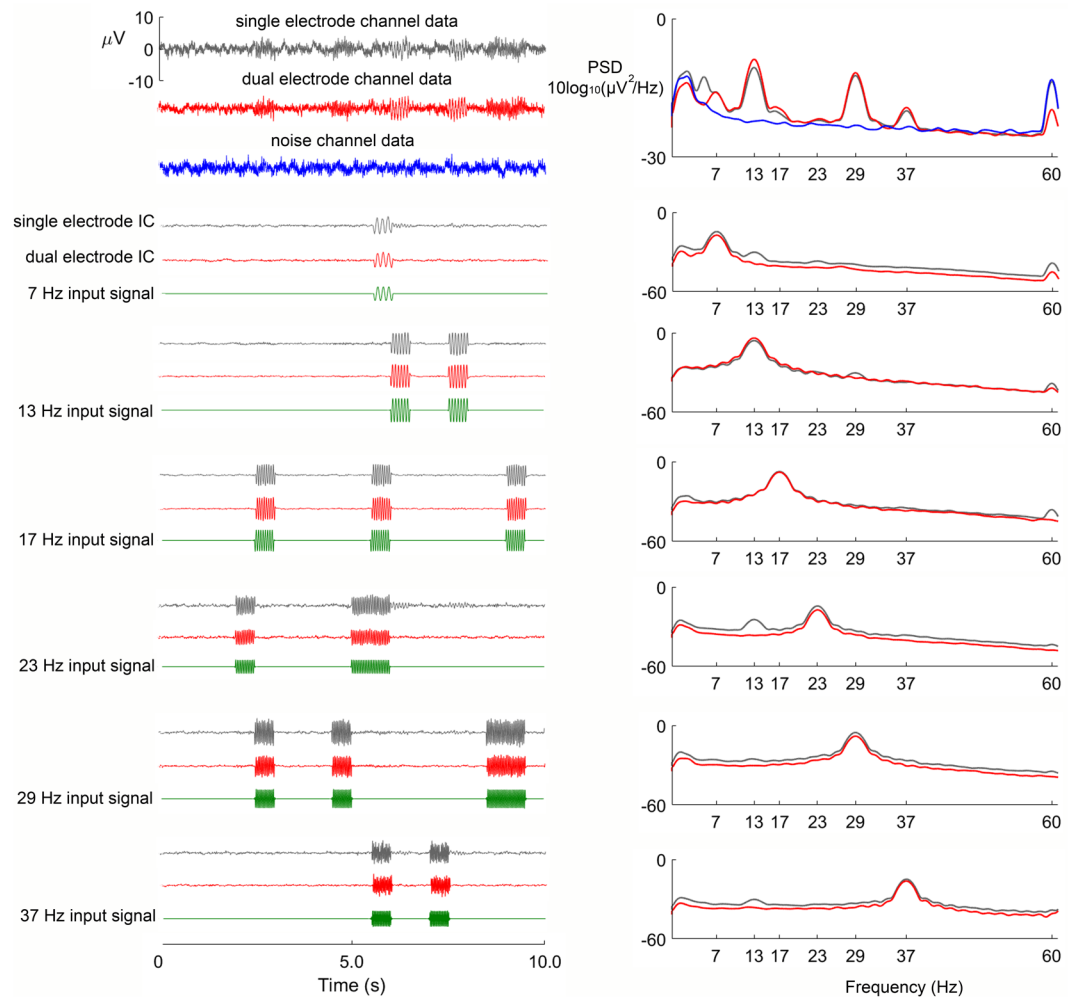 10
single electrode channel data
μV
0
-10
dual electrode channel data
noise channel data
0
PSD
10log₁₀(μV²/Hz)
-30
7 13 17 23 29 37 60
single electrode IC
dual electrode IC
7 Hz input signal
0
-60
7 13 17 23 29 37 60
13 Hz input signal
0
-60
7 13 17 23 29 37 60
17 Hz input signal
0
-60
7 13 17 23 29 37 60
23 Hz input signal
0
-60
7 13 17 23 29 37 60
29 Hz input signal
0
-60
7 13 17 23 29 37 60
37 Hz input signal
0
-60
7 13 17 23 29 37 60
0 5.0 10.0
Time (s)
Frequency (Hz)